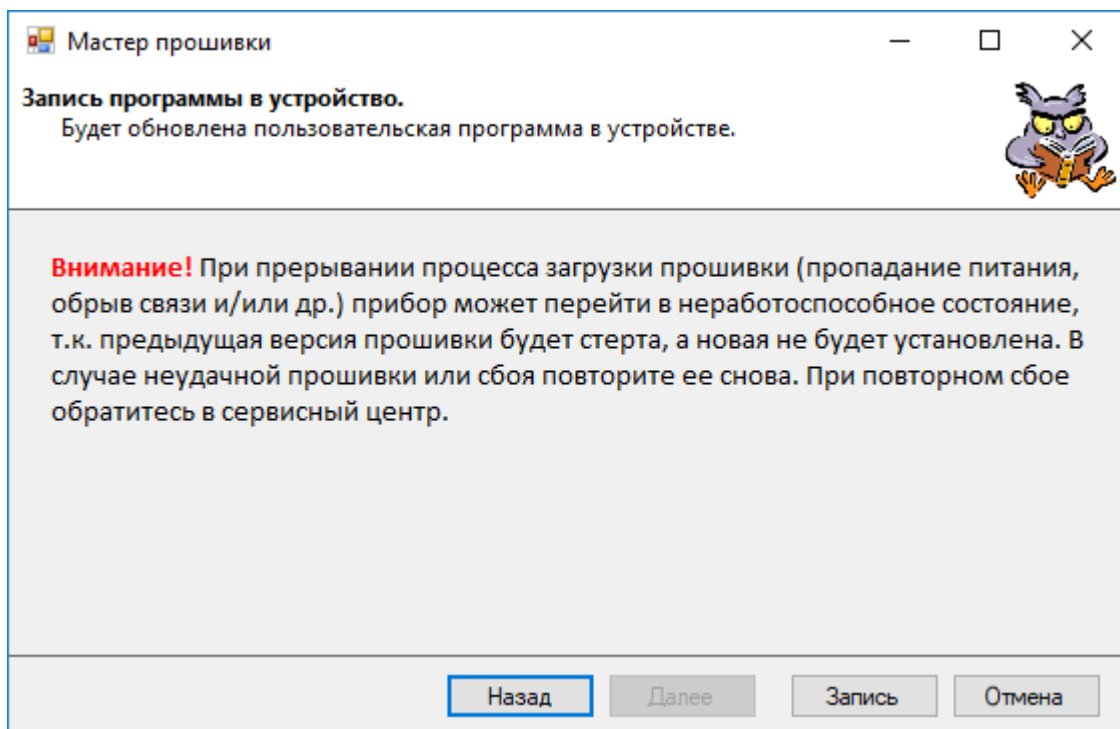 Мастер прошивки
Запись программы в устройство.
Будет обновлена пользовательская программа в устройстве.
Внимание! При прерывании процесса загрузки прошивки (пропадание питания,
обрыв связи и/или др.) прибор может перейти в неработоспособное состояние,
т.к. предыдущая версия прошивки будет стерта, а новая не будет установлена. В
случае неудачной прошивки или сбоя повторите ее снова. При повторном сбое
обратитесь в сервисный центр.
Назад Далее Запись Отмена